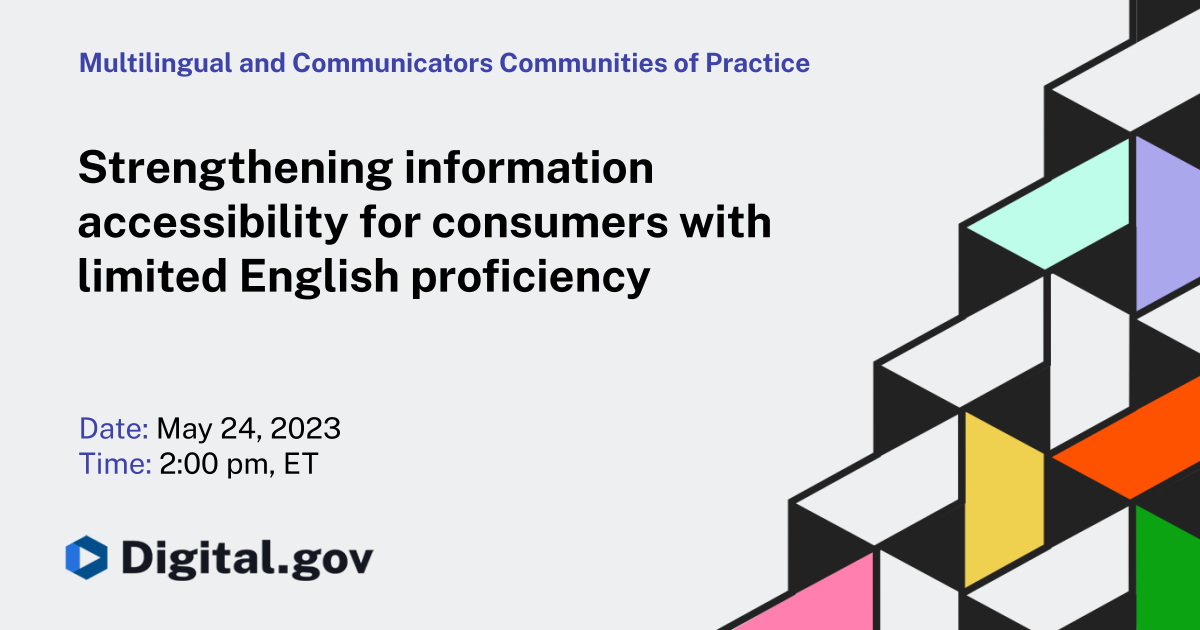 Multilingual and Communicators Communities of Practice
Strengthening information
accessibility for consumers with
limited English proficiency
Date: May 24, 2023
Time: 2:00 pm, ET
Digital.gov